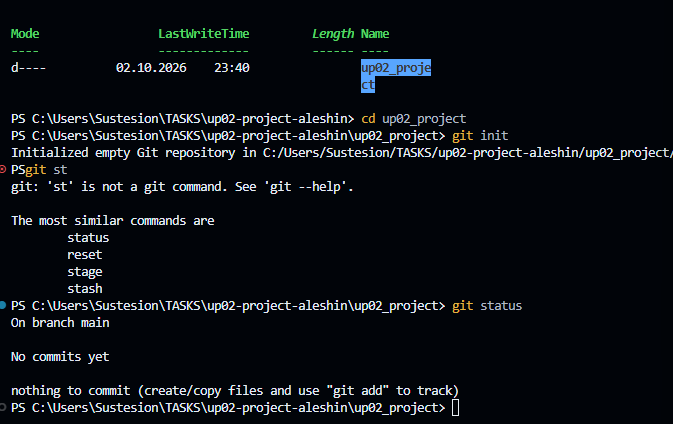 Mode LastWriteTime Length Name
---- ------------- ------ ----
d---- 02.10.2026 23:40 up02_proje
ct
PS C:\Users\Sustesion\TASKS\up02-project-aleshin> cd up02_project
PS C:\Users\Sustesion\TASKS\up02-project-aleshin\up02_project> git init
Initialized empty Git repository in C:/Users/Sustesion/TASKS/up02-project-aleshin/up02_project/
PSgit st
git: 'st' is not a git command. See 'git --help'.
The most similar commands are
status
reset
stage
stash
PS C:\Users\Sustesion\TASKS\up02-project-aleshin\up02_project> git status
On branch main
No commits yet
nothing to commit (create/copy files and use "git add" to track)
PS C:\Users\Sustesion\TASKS\up02-project-aleshin\up02_project>